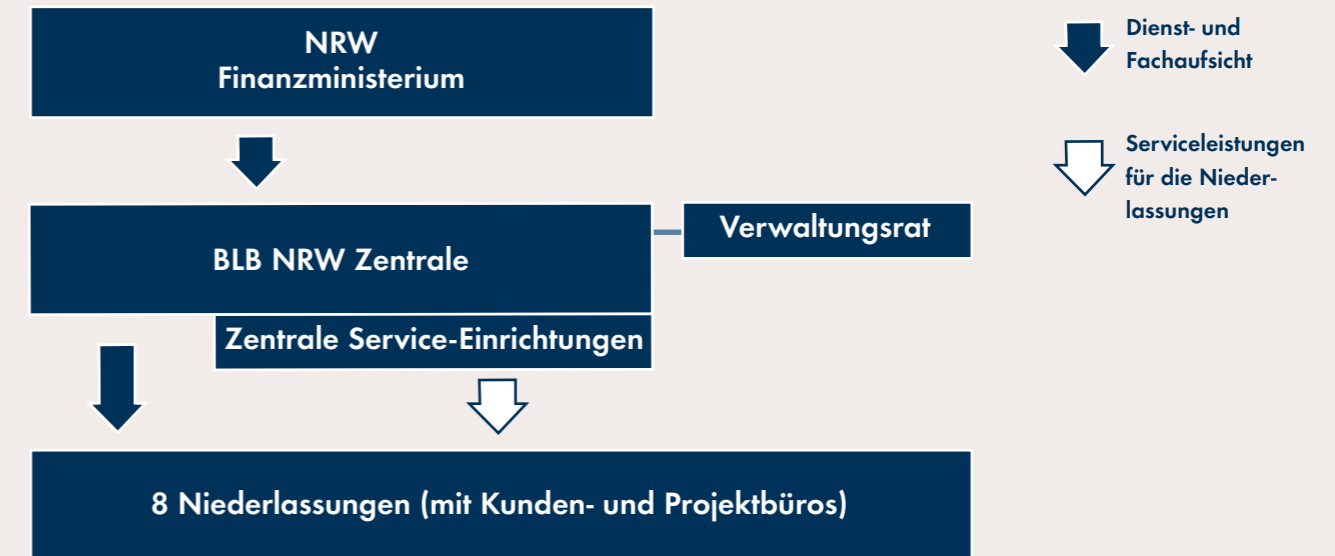 NRW
Finanzministerium
BLB NRW Zentrale
Verwaltungsrat
Zentrale Service-Einrichtungen
8 Niederlassungen (mit Kunden- und Projektbüros)
Dienst- und
Fachaufsicht
Serviceleistungen
für die Nieder-
lassungen